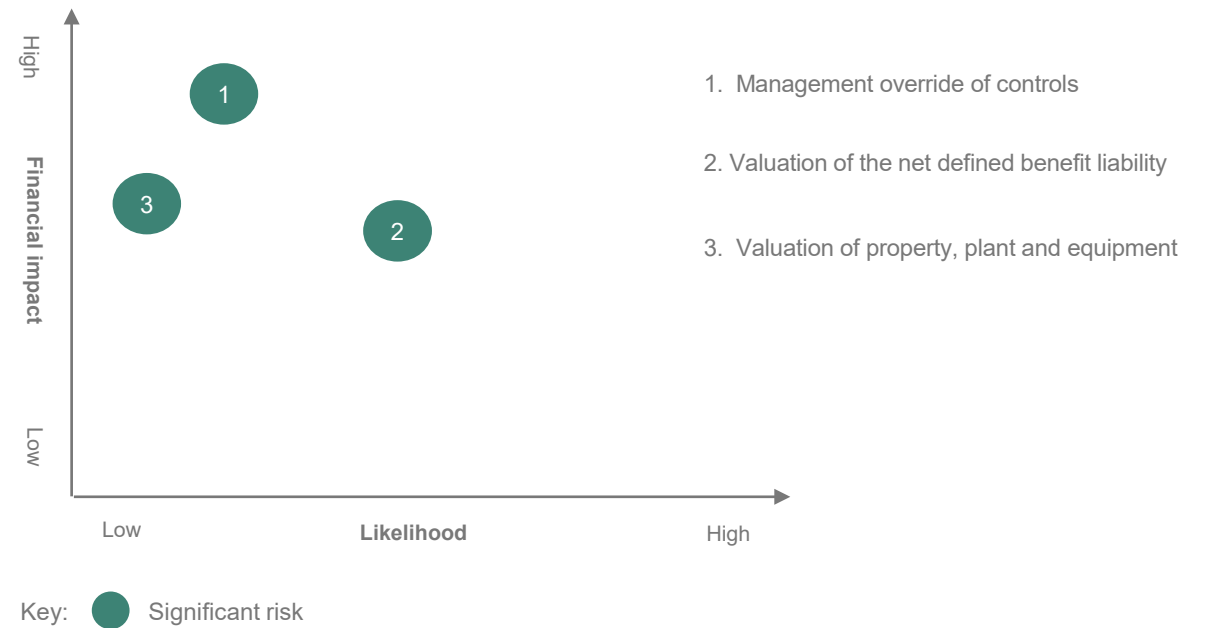 High
Financial impact
Low
1
3
2
Low
Likelihood
High
1. Management override of controls
2. Valuation of the net defined benefit liability
3. Valuation of property, plant and equipment
Key:
Significant risk